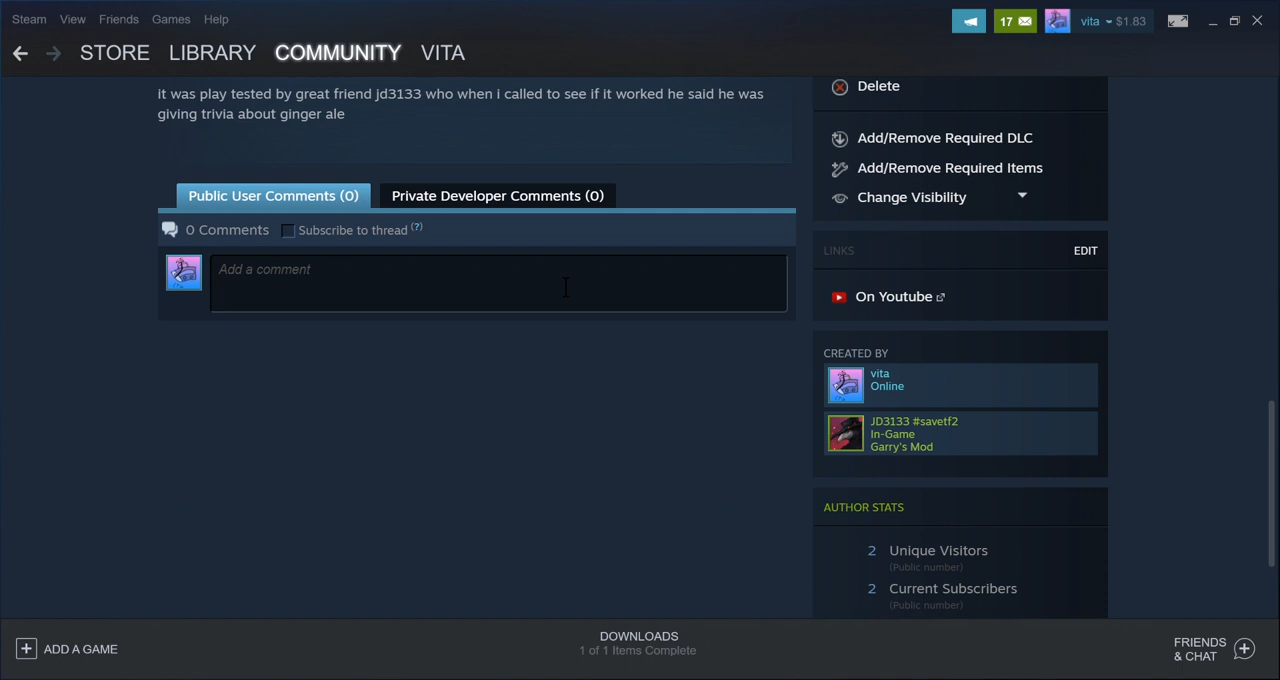 Steam View Friends Games Help
17 vita $1.83
STORE LIBRARY COMMUNITY VITA
it was play tested by great friend jd3133 who when i called to see if it worked he said he was
giving trivia about ginger ale
Public User Comments (0) Private Developer Comments (0)
0 Comments Subscribe to thread (?)
Add a comment
Delete
Add/Remove Required DLC
Add/Remove Required Items
Change Visibility
LINKS EDIT
On Youtube
CREATED BY
vita
Online
JD3133 #savetf2
In-Game
Garry's Mod
AUTHOR STATS
2 Unique Visitors
(Public number)
2 Current Subscribers
(Public number)
ADD A GAME
DOWNLOADS
1 of 1 Items Complete
FRIENDS
& CHAT